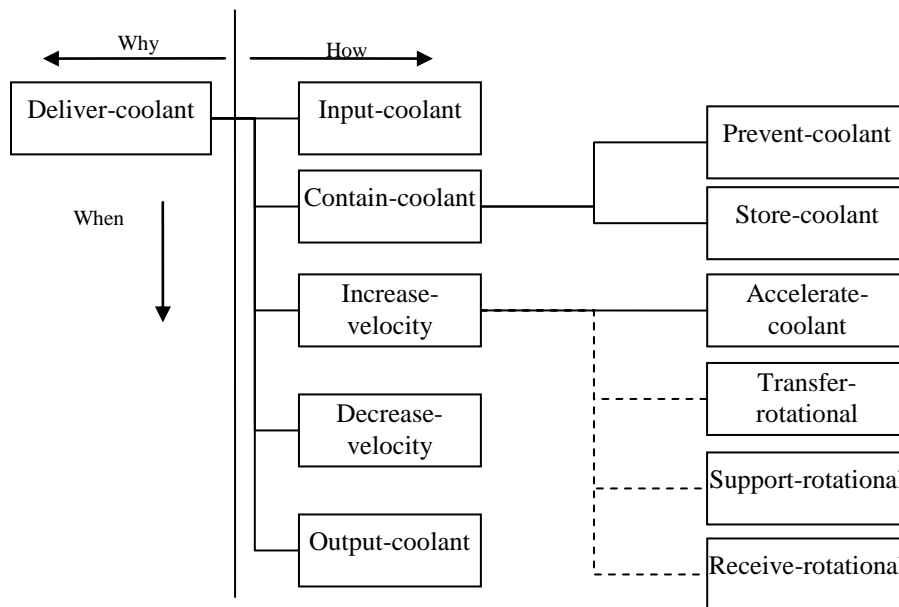 Why
How
Deliver-coolant
Input-coolant
Prevent-coolant
Contain-coolant
Store-coolant
When
Increase-
velocity
Accelerate-
coolant
Transfer-
rotational
Decrease-
velocity
Support-rotational
Output-coolant
Receive-rotational